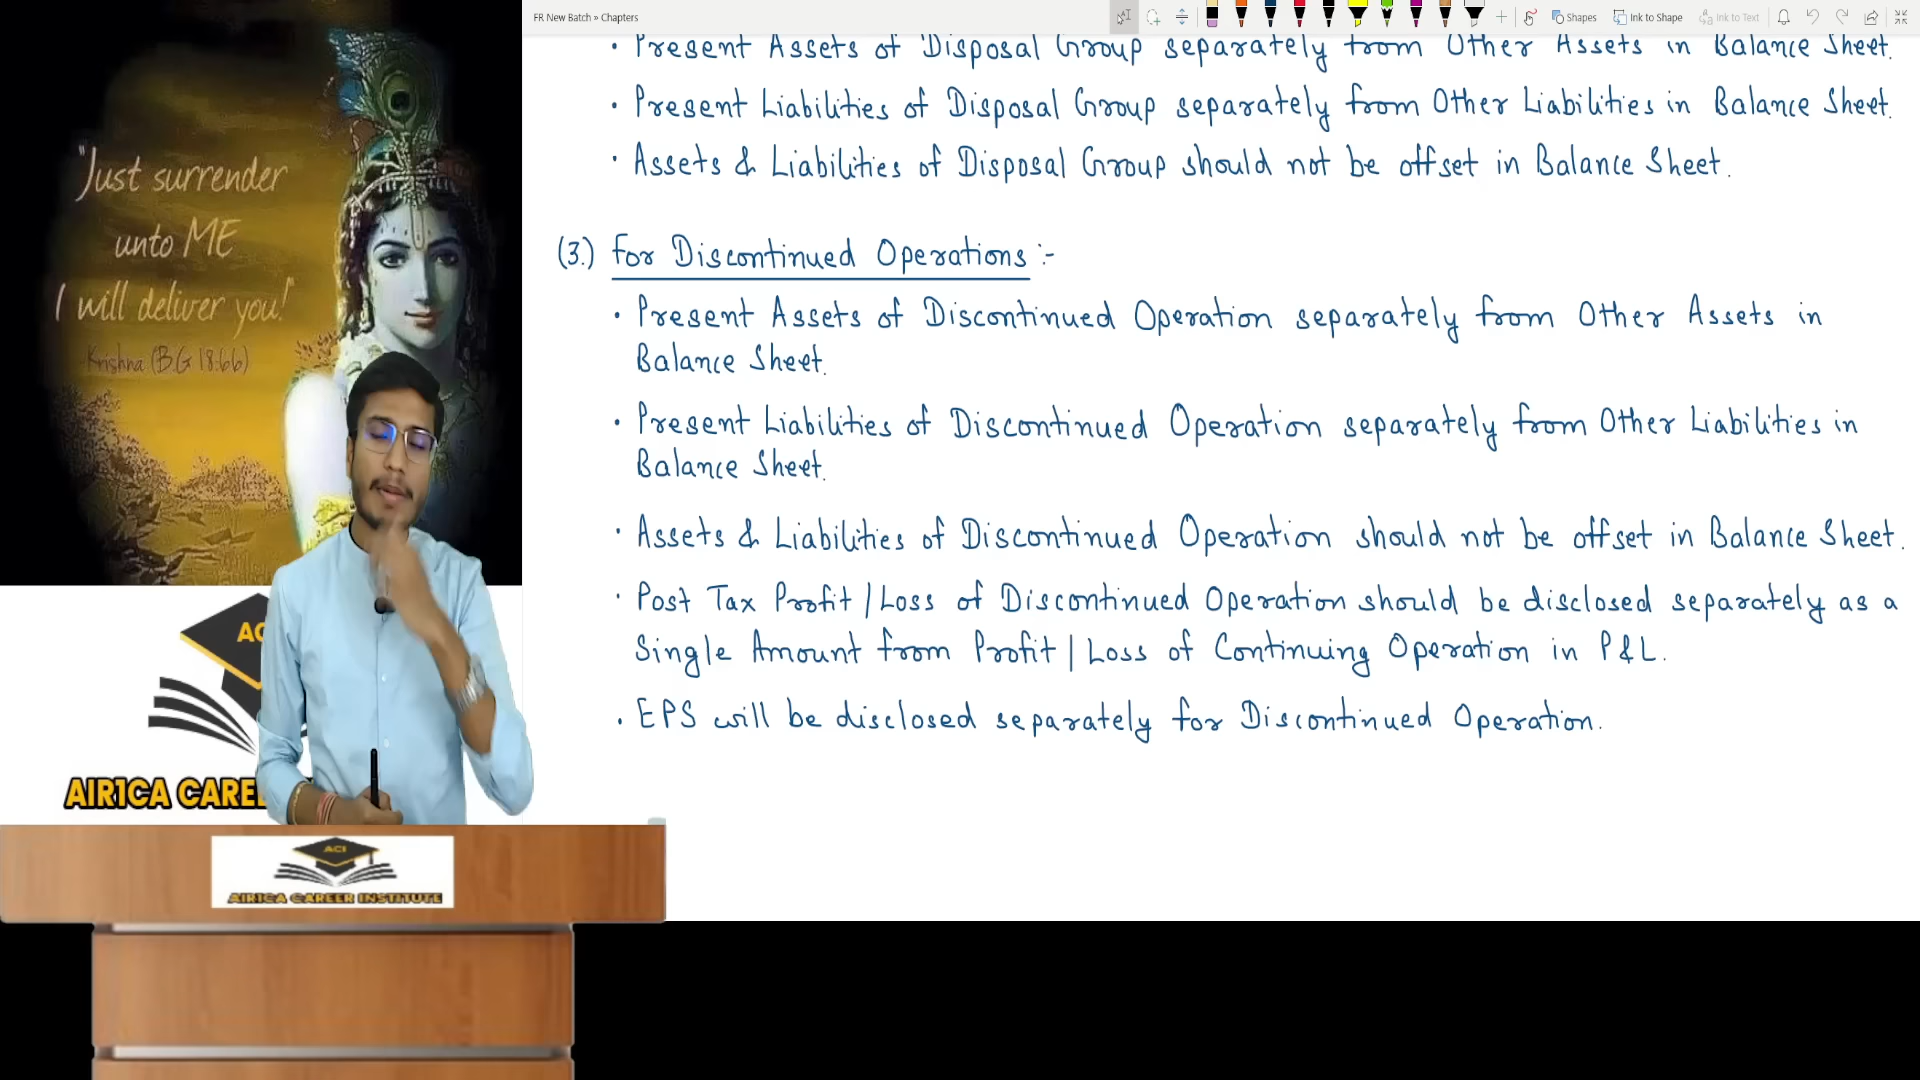 FR New Batch » Chapters
Shapes
Ink to Shape
Ink to Text
• Present Assets of Disposal Group separately from Other Assets in Balance Sheet.
• Present Liabilities of Disposal Group separately from Other Liabilities in Balance Sheet.
• Assets & Liabilities of Disposal Group should not be offset in Balance Sheet.
(3.) For Discontinued Operations :-
• Present Assets of Discontinued Operation separately from Other Assets in
Balance Sheet.
• Present Liabilities of Discontinued Operation separately from Other Liabilities in
Balance Sheet.
• Assets & Liabilities of Discontinued Operation should not be offset in Balance Sheet.
• Post Tax Profit/Loss of Discontinued Operation should be disclosed separately as a
Single Amount from Profit/Loss of Continuing Operation in P&L.
• EPS will be disclosed separately for Discontinued Operation.
"Just surrender
unto ME
I will deliver you!"
Krishna (B.G 18:66)
AC
AIR1CA CARE
ACI
AIR1CA CAREER INSTITUTE